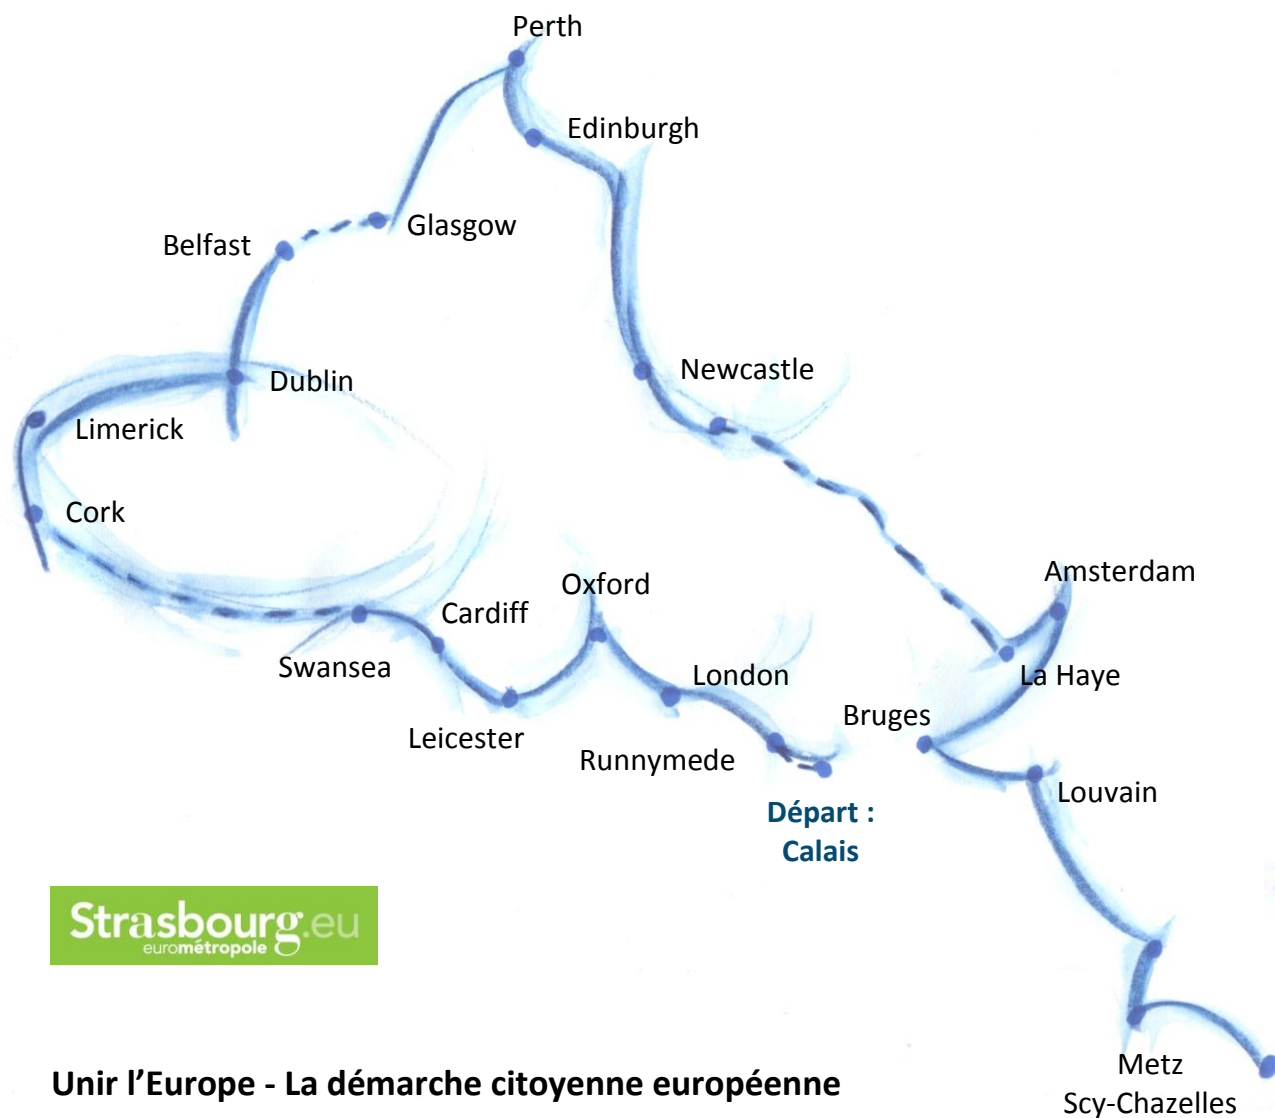 Perth
Edinburgh
Glasgow
Belfast
Newcastle
Dublin
Limerick
Cork
Amsterdam
Oxford
Cardiff
Swansea
La Haye
London
Bruges
Leicester
Runnymede
Louvain
Départ :
Calais
Strasbourg.eu
eurométropole
Metz
Scy-Chazelles
Unir l’Europe - La démarche citoyenne européenne